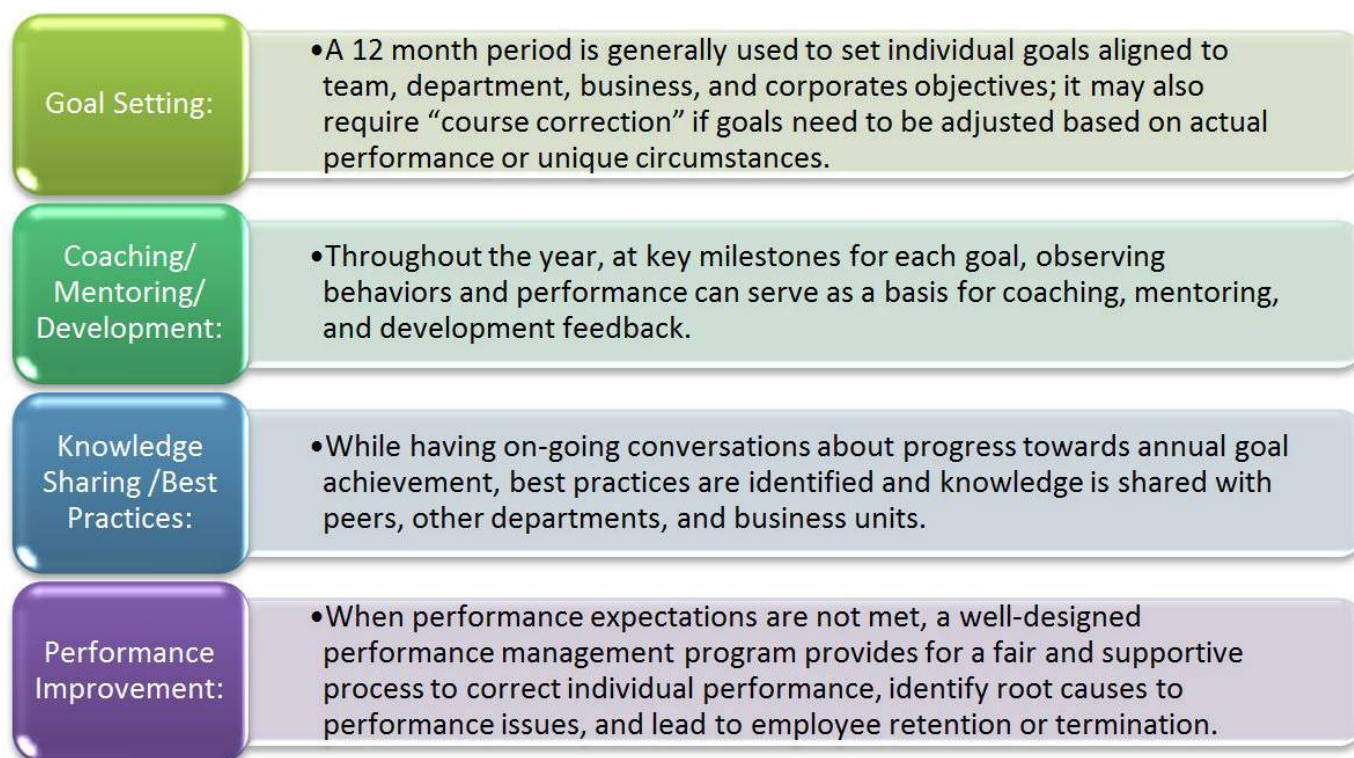 Goal Setting:
•A 12 month period is generally used to set individual goals aligned to
team, department, business, and corporates objectives; it may also
require “course correction” if goals need to be adjusted based on actual
performance or unique circumstances.
Coaching/
Mentoring/
Development:
•Throughout the year, at key milestones for each goal, observing
behaviors and performance can serve as a basis for coaching, mentoring,
and development feedback.
Knowledge
Sharing /Best
Practices:
•While having on-going conversations about progress towards annual goal
achievement, best practices are identified and knowledge is shared with
peers, other departments, and business units.
Performance
Improvement:
•When performance expectations are not met, a well-designed
performance management program provides for a fair and supportive
process to correct individual performance, identify root causes to
performance issues, and lead to employee retention or termination.